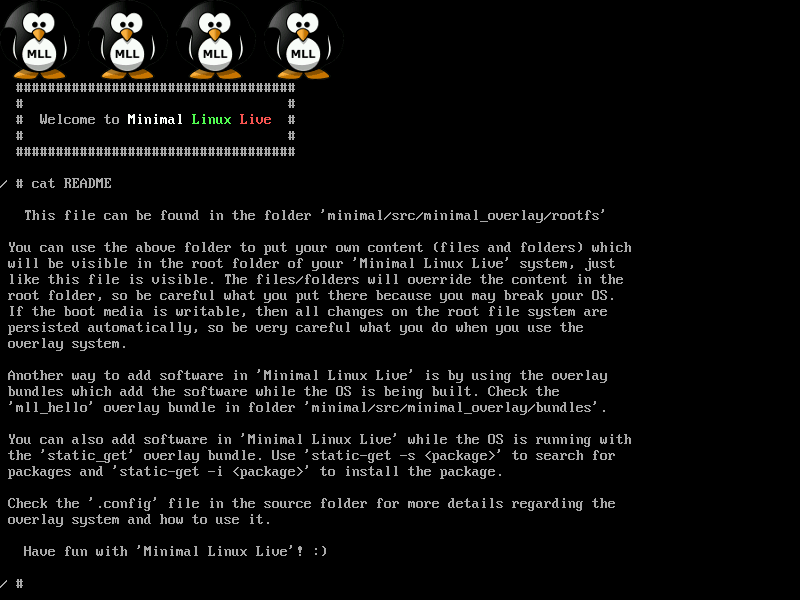 MLL MLL MLL MLL
###################################
#                                 #
#  Welcome to Minimal Linux Live  #
#                                 #
###################################
/ # cat README
This file can be found in the folder 'minimal/src/minimal_overlay/rootfs'
You can use the above folder to put your own content (files and folders) which
will be visible in the root folder of your 'Minimal Linux Live' system, just
like this file is visible. The files/folders will override the content in the
root folder, so be careful what you put there because you may break your OS.
If the boot media is writable, then all changes on the root file system are
persisted automatically, so be very careful what you do when you use the
overlay system.
Another way to add software in 'Minimal Linux Live' is by using the overlay
bundles which add the software while the OS is being built. Check the
'mll_hello' overlay bundle in folder 'minimal/src/minimal_overlay/bundles'.
You can also add software in 'Minimal Linux Live' while the OS is running with
the 'static_get' overlay bundle. Use 'static-get -s <package>' to search for
packages and 'static-get -i <package>' to install the package.
Check the '.config' file in the source folder for more details regarding the
overlay system and how to use it.
Have fun with 'Minimal Linux Live'! :)
/ #